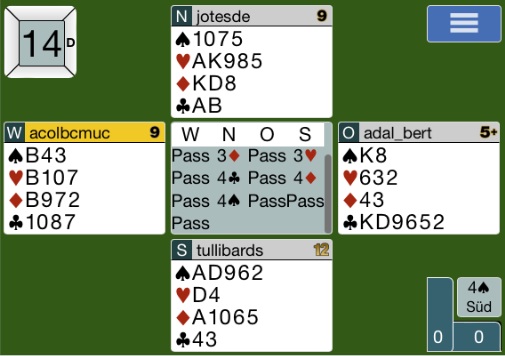 14 D
N jotesde 9
♠1075
♥AK985
♦KD8
♣AB
W acolbcmuc 9
♠B43
♥B107
♦B972
♣1087
W N O S
Pass 3♦ Pass 3♥
Pass 4♣ Pass 4♦
Pass 4♠ Pass Pass
Pass
O adal_bert 5+
♠K8
♥632
♦43
♣KD9652
S tullibards 12
♠AD962
♥D4
♦A1065
♣43
4♠
Süd
0 0